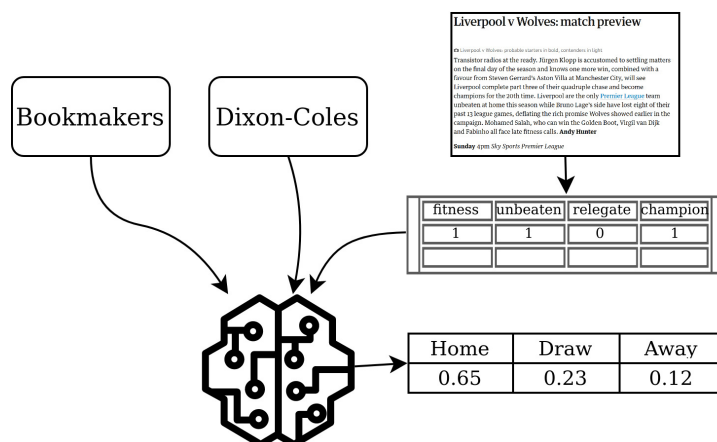 Liverpool v Wolves: match preview
Liverpool v Wolves: probable starters in bold, contenders in light.
Transistor radios at the ready. Jürgen Klopp is accustomed to settling matters
on the final day of the season and knows one more win, combined with a
favour from Steven Gerrard's Aston Villa at Manchester City, will see
Liverpool complete part three of their quadruple chase and become
champions for the 20th time. Liverpool are the only Premier League team
unbeaten at home this season while Bruno Lage's side have lost eight of their
past 13 league games, deflating the rich promise Wolves showed earlier in the
campaign. Mohamed Salah, who can win the Golden Boot, Virgil van Dijk
and Fabinho all face late fitness calls. Andy Hunter
Sunday 4pm Sky Sports Premier League
Bookmakers
Dixon-Coles
fitness unbeaten relegate champion
1 1 0 1
Home Draw Away
0.65 0.23 0.12